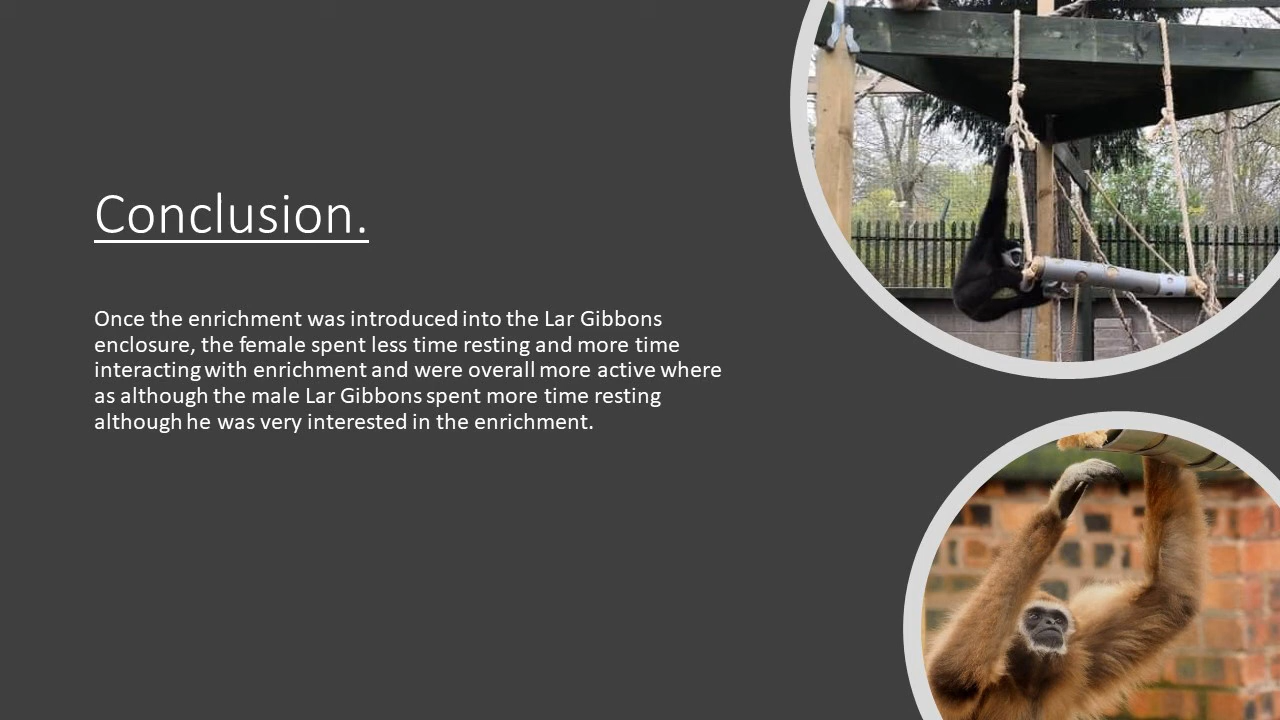 Conclusion.
Once the enrichment was introduced into the Lar Gibbons
enclosure, the female spent less time resting and more time
interacting with enrichment and were overall more active where
as although the male Lar Gibbons spent more time resting
although he was very interested in the enrichment.